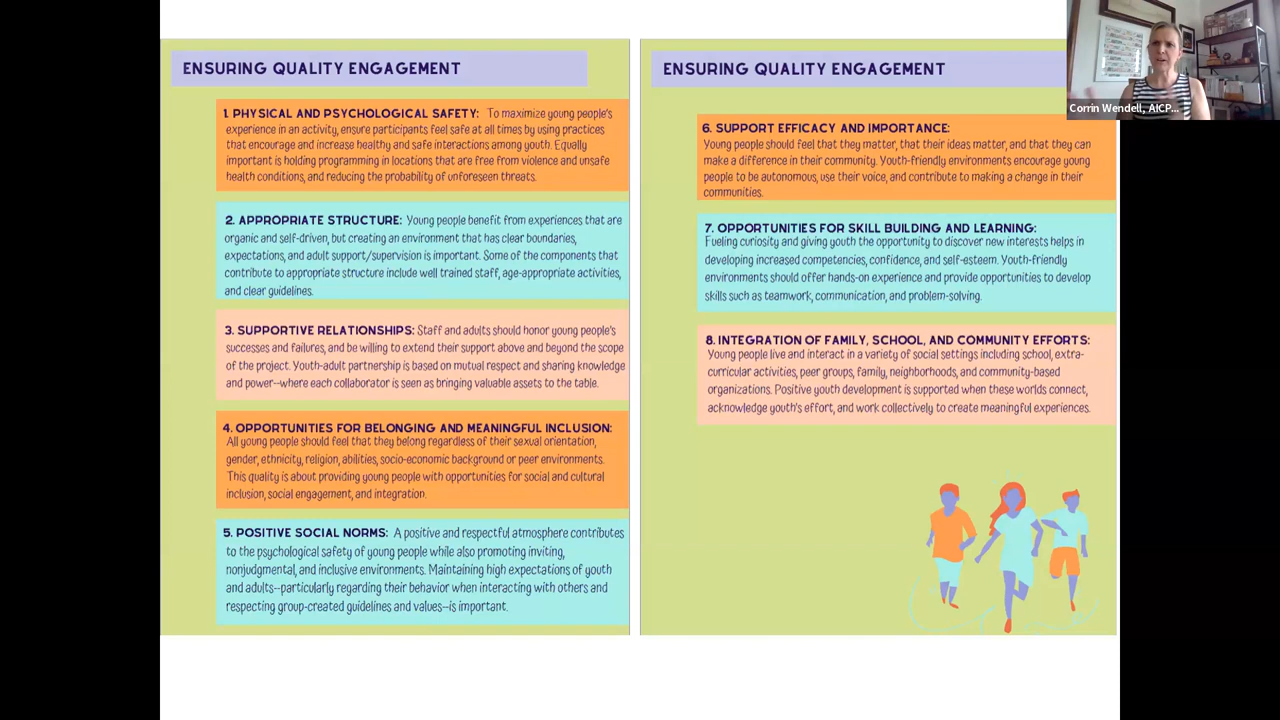 ENSURING QUALITY ENGAGEMENT
1. PHYSICAL AND PSYCHOLOGICAL SAFETY: To maximize young people's
experience in an activity, ensure participants feel safe at all times by using practices
that encourage and increase healthy and safe interactions among youth. Equally
important is holding programming in locations that are free from violence and unsafe
health conditions, and reducing the probability of unforeseen threats.
2. APPROPRIATE STRUCTURE: Young people benefit from experiences that are
organic and self-driven, but creating an environment that has clear boundaries,
expectations, and adult support/supervision is important. Some of the components that
contribute to appropriate structure include well trained staff, age-appropriate activities,
and clear guidelines.
3. SUPPORTIVE RELATIONSHIPS: Staff and adults should honor young people's
successes and failures, and be willing to extend their support above and beyond the scope
of the project. Youth-adult partnership is based on mutual respect and sharing knowledge
and power--where each collaborator is seen as bringing valuable assets to the table.
4. OPPORTUNITIES FOR BELONGING AND MEANINGFUL INCLUSION:
All young people should feel that they belong regardless of their sexual orientation,
gender, ethnicity, religion, abilities, socio-economic background or peer environments.
This quality is about providing young people with opportunities for social and cultural
inclusion, social engagement, and integration.
5. POSITIVE SOCIAL NORMS: A positive and respectful atmosphere contributes
to the psychological safety of young people while also promoting inviting,
nonjudgmental, and inclusive environments. Maintaining high expectations of youth
and adults--particularly regarding their behavior when interacting with others and
respecting group-created guidelines and values--is important.
ENSURING QUALITY ENGAGEMENT
6. SUPPORT EFFICACY AND IMPORTANCE:
Young people should feel that they matter, that their ideas matter, and that they can
make a difference in their community. Youth-friendly environments encourage young
people to be autonomous, use their voice, and contribute to making a change in their
communities.
7. OPPORTUNITIES FOR SKILL BUILDING AND LEARNING:
Fueling curiosity and giving youth the opportunity to discover new interests helps in
developing increased competencies, confidence, and self-esteem. Youth-friendly
environments should offer hands-on experience and provide opportunities to develop
skills such as teamwork, communication, and problem-solving.
8. INTEGRATION OF FAMILY, SCHOOL, AND COMMUNITY EFFORTS:
Young people live and interact in a variety of social settings including school, extra-
curricular activities, peer groups, family, neighborhoods, and community-based
organizations. Positive youth development is supported when these worlds connect,
acknowledge youth's effort, and work collectively to create meaningful experiences.
Corrin Wendell, AICP...